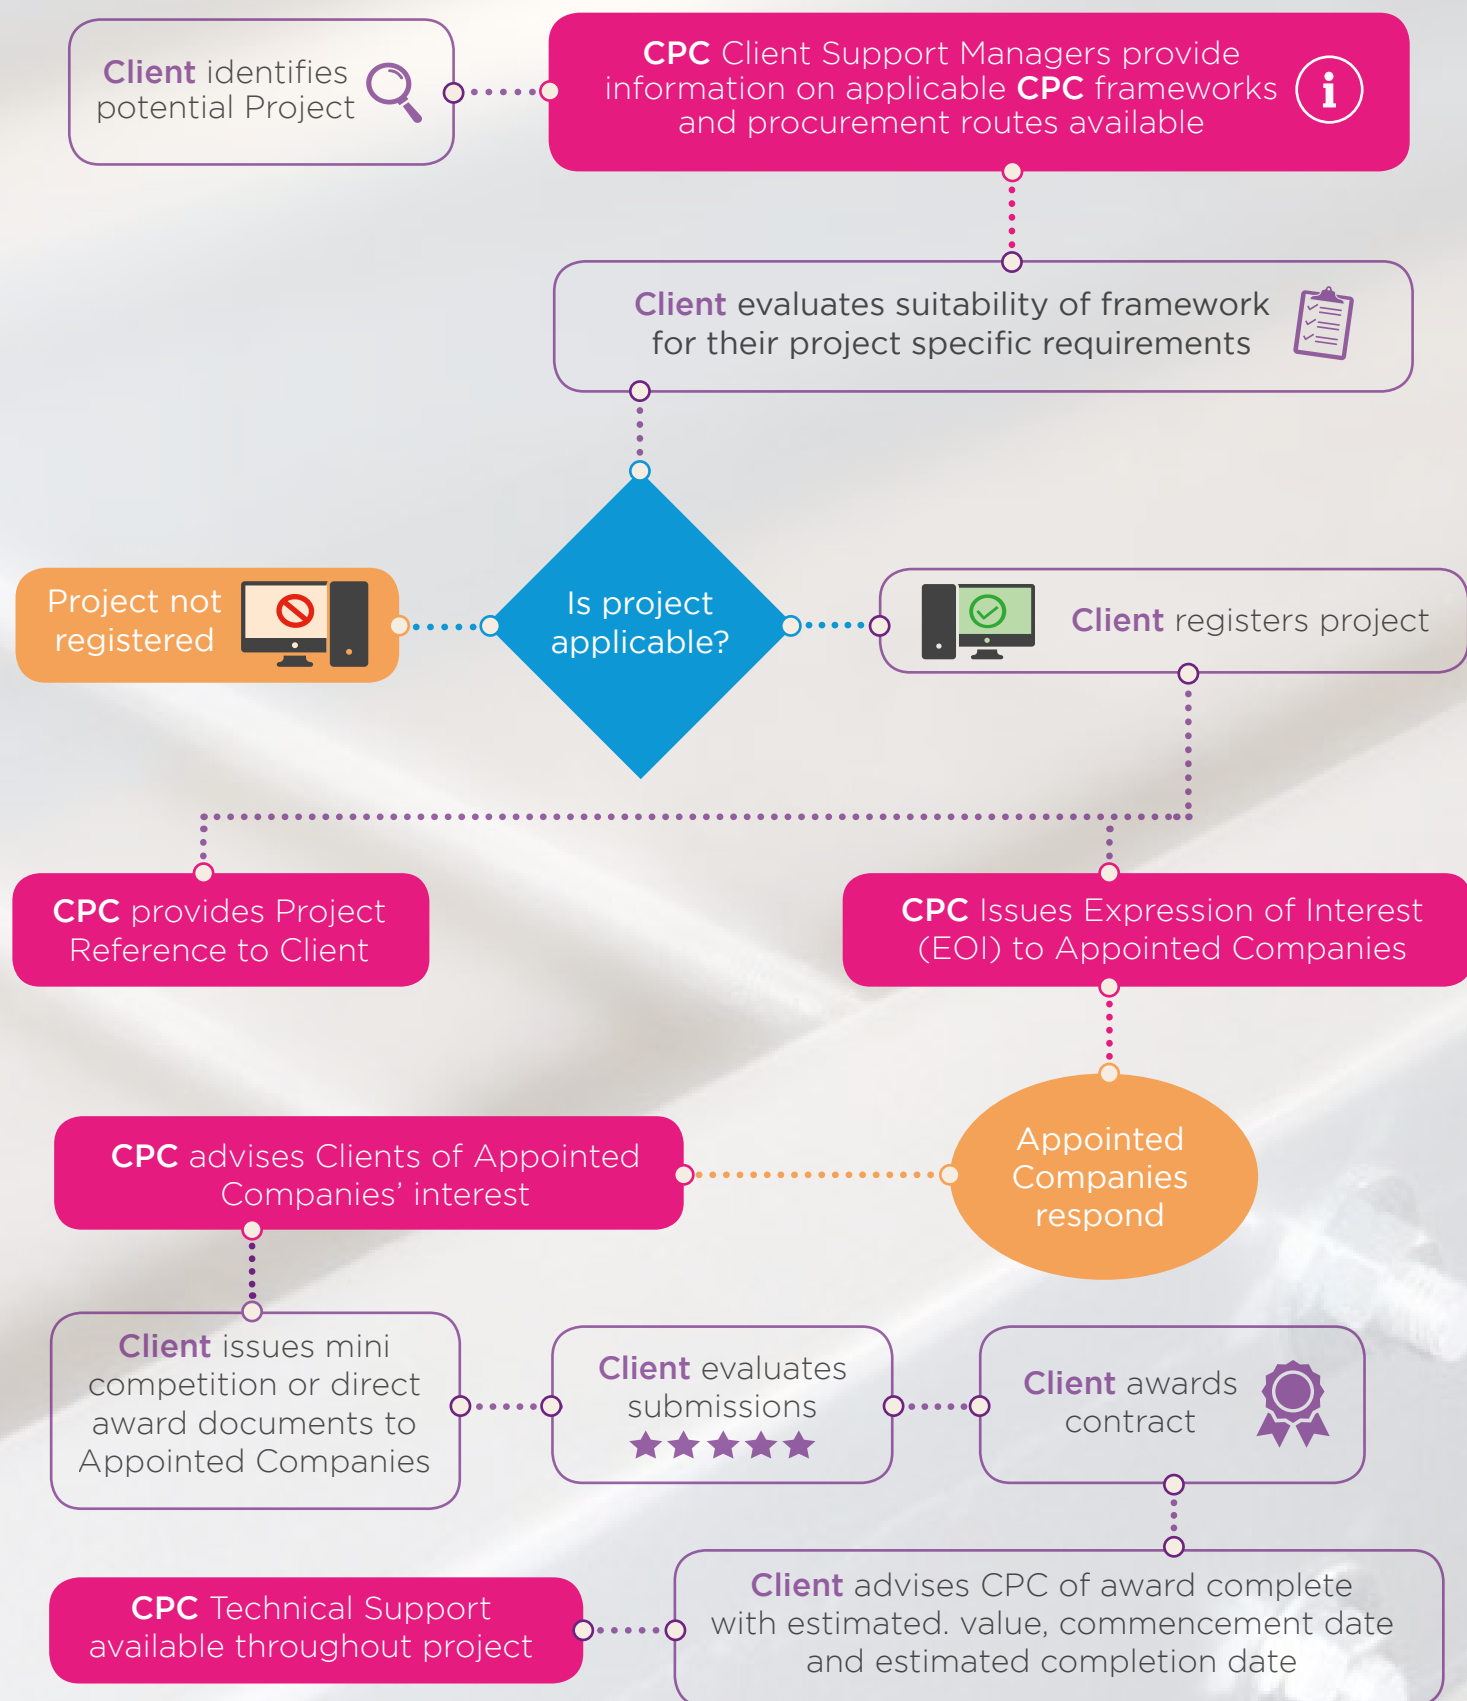 Client identifies
potential Project
CPC Client Support Managers provide
information on applicable CPC frameworks
and procurement routes available
i
Client evaluates suitability of framework
for their project specific requirements
Project not
registered
Is project
applicable?
Client registers project
CPC provides Project
Reference to Client
CPC Issues Expression of Interest
(EOI) to Appointed Companies
CPC advises Clients of Appointed
Companies’ interest
Appointed
Companies
respond
Client issues mini
competition or direct
award documents to
Appointed Companies
Client evaluates
submissions
Client awards
contract
CPC Technical Support
available throughout project
Client advises CPC of award complete
with estimated. value, commencement date
and estimated completion date